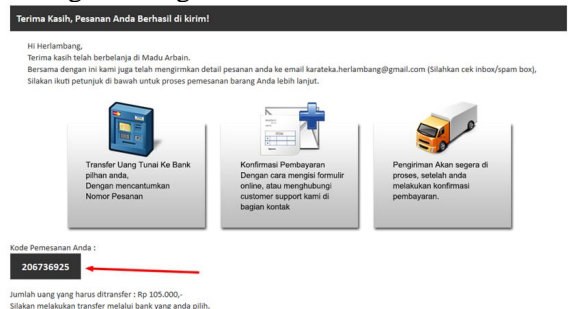 Terima Kasih, Pesanan Anda Berhasil di kirim!
Hi Herlambang,
Terima kasih telah berbelanja di Madu Arbain.
Bersama dengan ini kami juga telah mengirmkan detail pesanan anda ke email karateka.herlambang@gmail.com (Silahkan cek inbox/spam box),
Silakan ikuti petunjuk di bawah untuk proses pemesanan barang Anda lebih lanjut.
Transfer Uang Tunai Ke Bank
pilhan anda,
Dengan mencantumkan
Nomor Pesanan
Konfirmasi Pembayaran
Dengan cara mengisi formulir
online, atau menghubungi
customer support kami di
bagian kontak
Pengiriman Akan segera di
proses, setelah anda
melakukan konfirmasi
pembayaran.
Kode Pemesanan Anda :
206736925
Jumlah uang yang harus ditransfer : Rp 105.000,-
Silakan melakukan transfer melalui bank yang anda pilih.